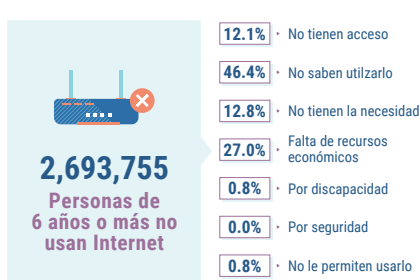 2,693,755
Personas de
6 años o más no
usan Internet
12.1% · No tienen acceso
46.4% · No saben utilzarlo
12.8% · No tienen la necesidad
27.0% · Falta de recursos
económicos
0.8% · Por discapacidad
0.0% · Por seguridad
0.8% · No le permiten usarlo